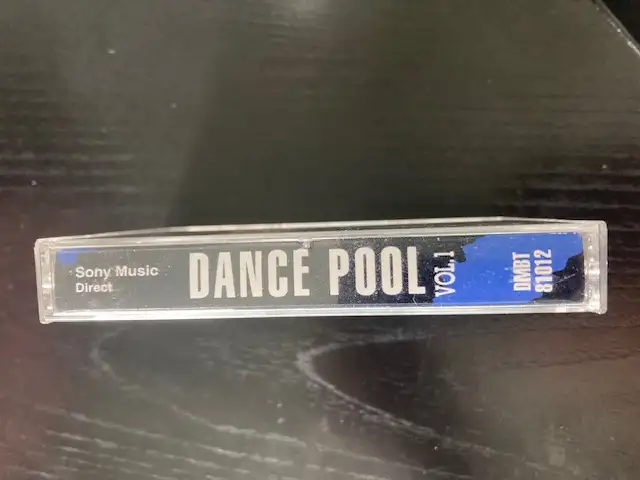 Sony Music
Direct
DANCE POOL
VOL.1
DMBT
81012